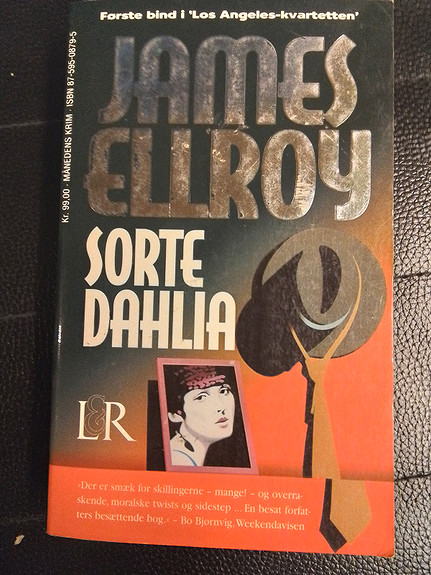 Første bind i 'Los Angeles-kvartetten'
JAMES
ELLROY
SORTE
DAHLIA
L&R
›Der er smæk for skillingerne – mange! – og overra-
skende, moralske twists og sidestep ... En besat forfat-
ters besættende bog.‹ – Bo Bjørnvig, Weekendavisen
Kr. 99,00 · MÅNEDENS KRIM · ISBN 87-595-0879-5